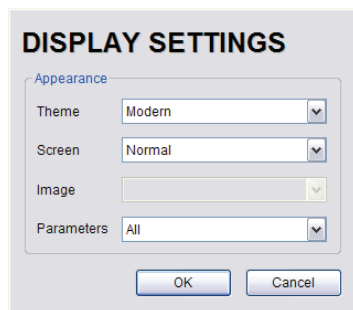 DISPLAY SETTINGS
Appearance
Theme Modern
Screen Normal
Image
Parameters All
OK Cancel